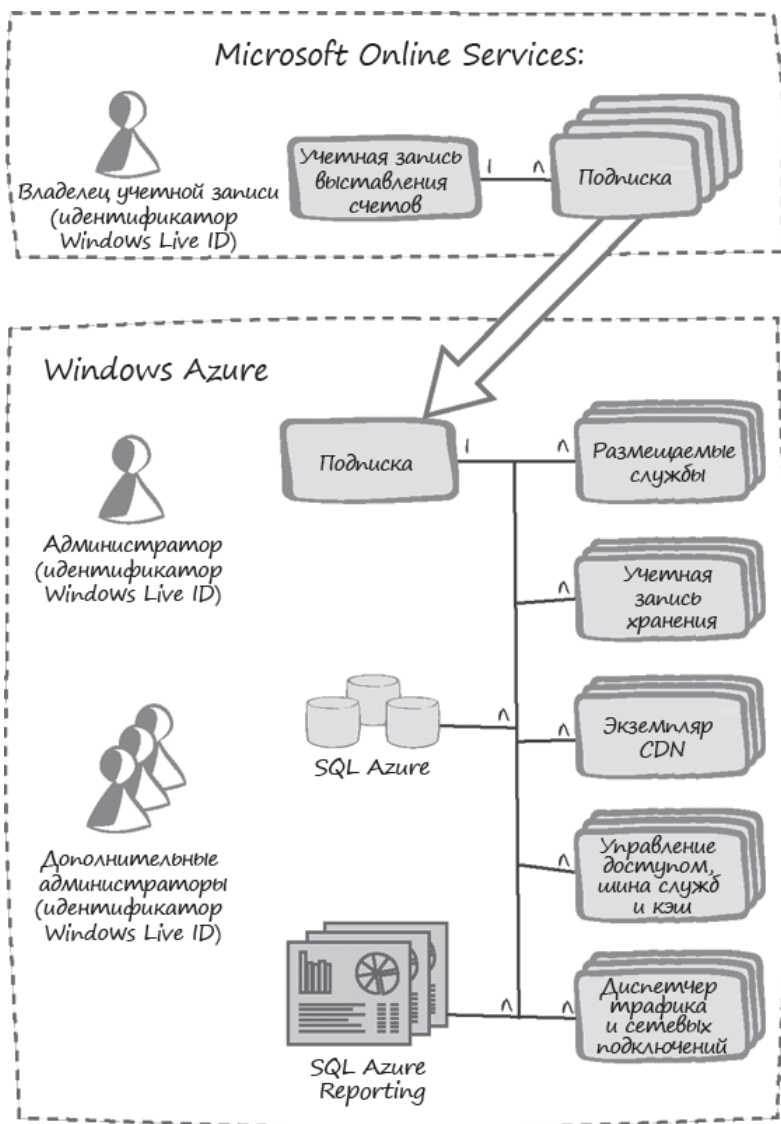 Microsoft Online Services:
Владелец учетной записи
(идентификатор
Windows Live ID)
Учетная запись
выставления
счетов
1
n
Подписка
Windows Azure
Администратор
(идентификатор
Windows Live ID)
Подписка
1
n
Размещаемые
службы
n
Учетная
запись
хранения
SQL Azure
n
n
Экземпляр
CDN
Дополнительные
администраторы
(идентификатор
Windows Live ID)
n
Управление
доступом,
шина служб
и кэш
SQL Azure
Reporting
n
n
Диспетчер
трафика
и сетевых
подключений